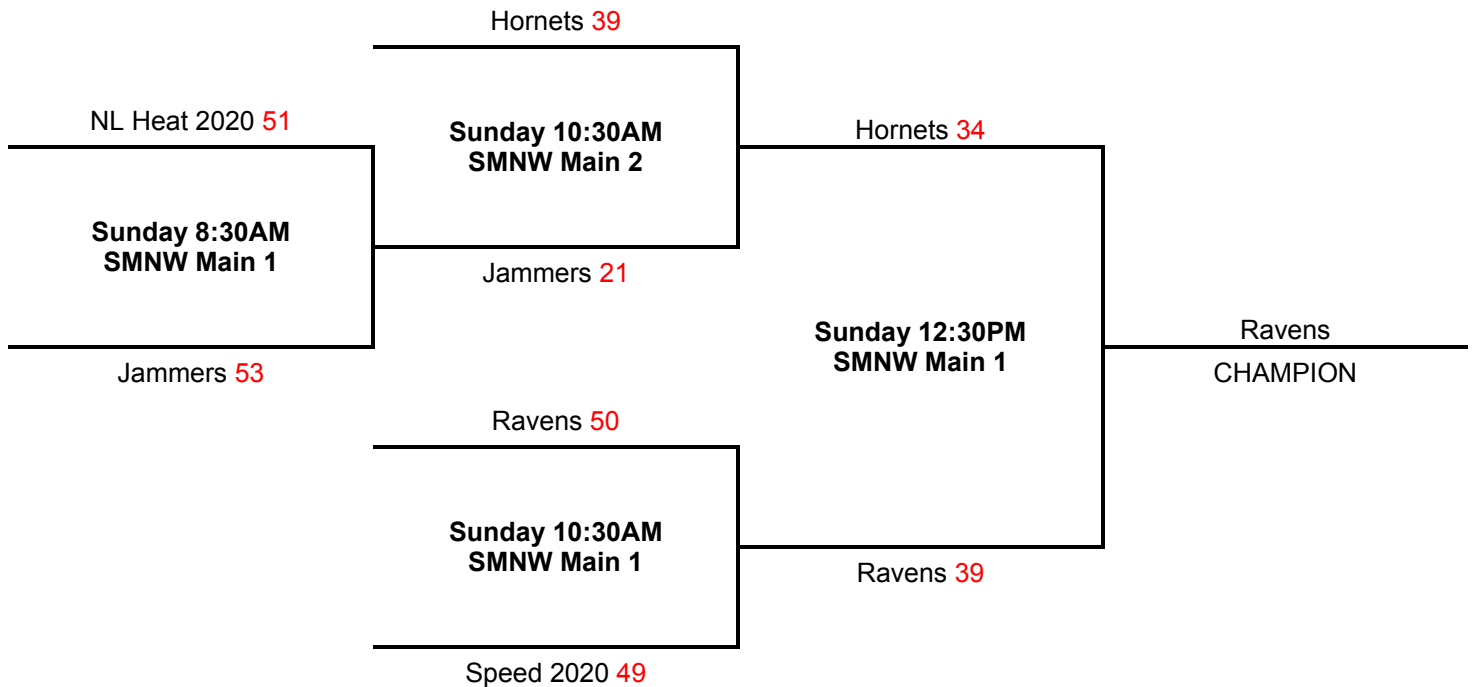 Hornets 39
NL Heat 2020 51
Sunday 10:30AM
SMNW Main 2
Hornets 34
Sunday 8:30AM
SMNW Main 1
Jammers 21
Sunday 12:30PM
SMNW Main 1
Ravens
CHAMPION
Jammers 53
Ravens 50
Sunday 10:30AM
SMNW Main 1
Ravens 39
Speed 2020 49